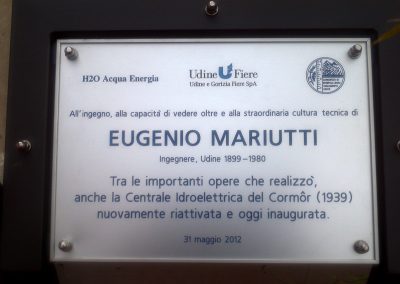 H2O Acqua Energia
Udine Fiere
Udine e Gorizia Fiere SpA
All'ingegno, alla capacitá di vedere oltre e alla straordinaria cultura tecnica di
EUGENIO MARIUTTI
Ingegnere, Udine 1899-1980
Tra le importanti opere che realizzò,
anche la Centrale Idroelettrica del Cormôr (1939)
nuovamente riattivata e oggi inaugurata.
31 maggio 2012